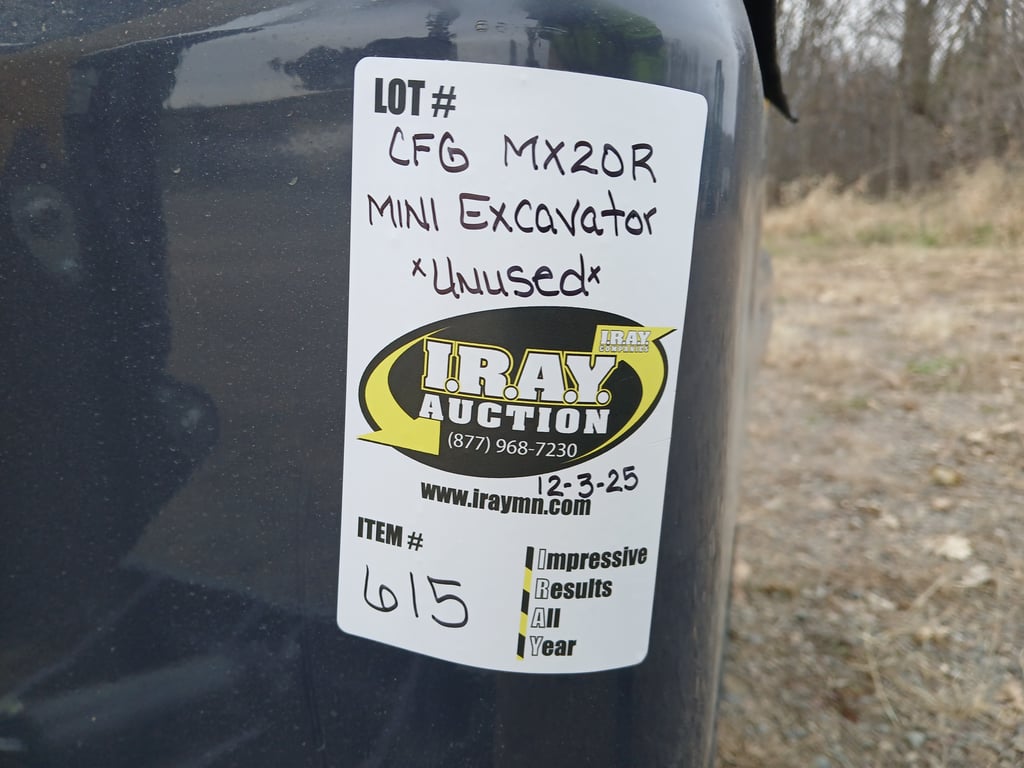 LOT #
CFG MX20R
MINI Excavator
*Unused*
I.R.A.Y.
COMPANIES
I.R.A.Y.
AUCTION
(877) 968-7230
12-3-25
www.iraymn.com
ITEM #
615
Impressive
Results
All
Year